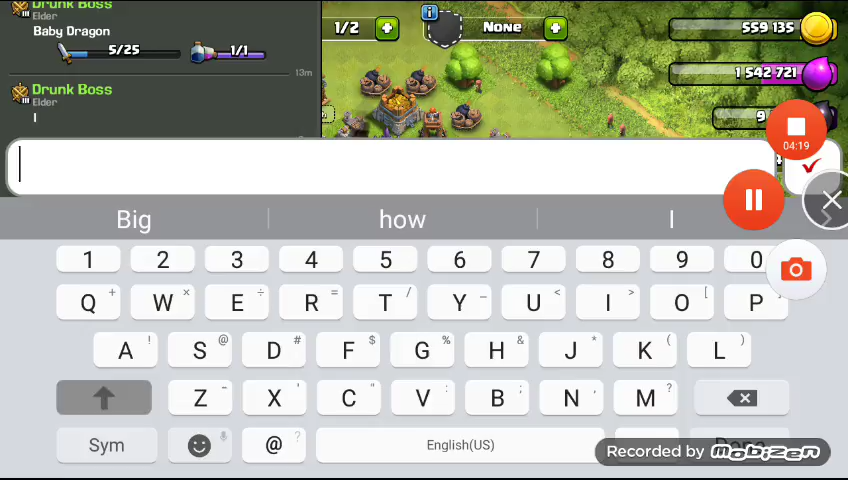 Drunk Boss
Elder
Baby Dragon
5/25
1/1
13m
Drunk Boss
Elder
I
1/2
None
559 135
1 542 721
9
04:19
Big how I
1 2 3 4 5 6 7 8 9 0
Q W E R T Y U I O P
A S D F G H J K L
Z X C V B N M
Sym @ English(US) Done
Recorded by Mobizen